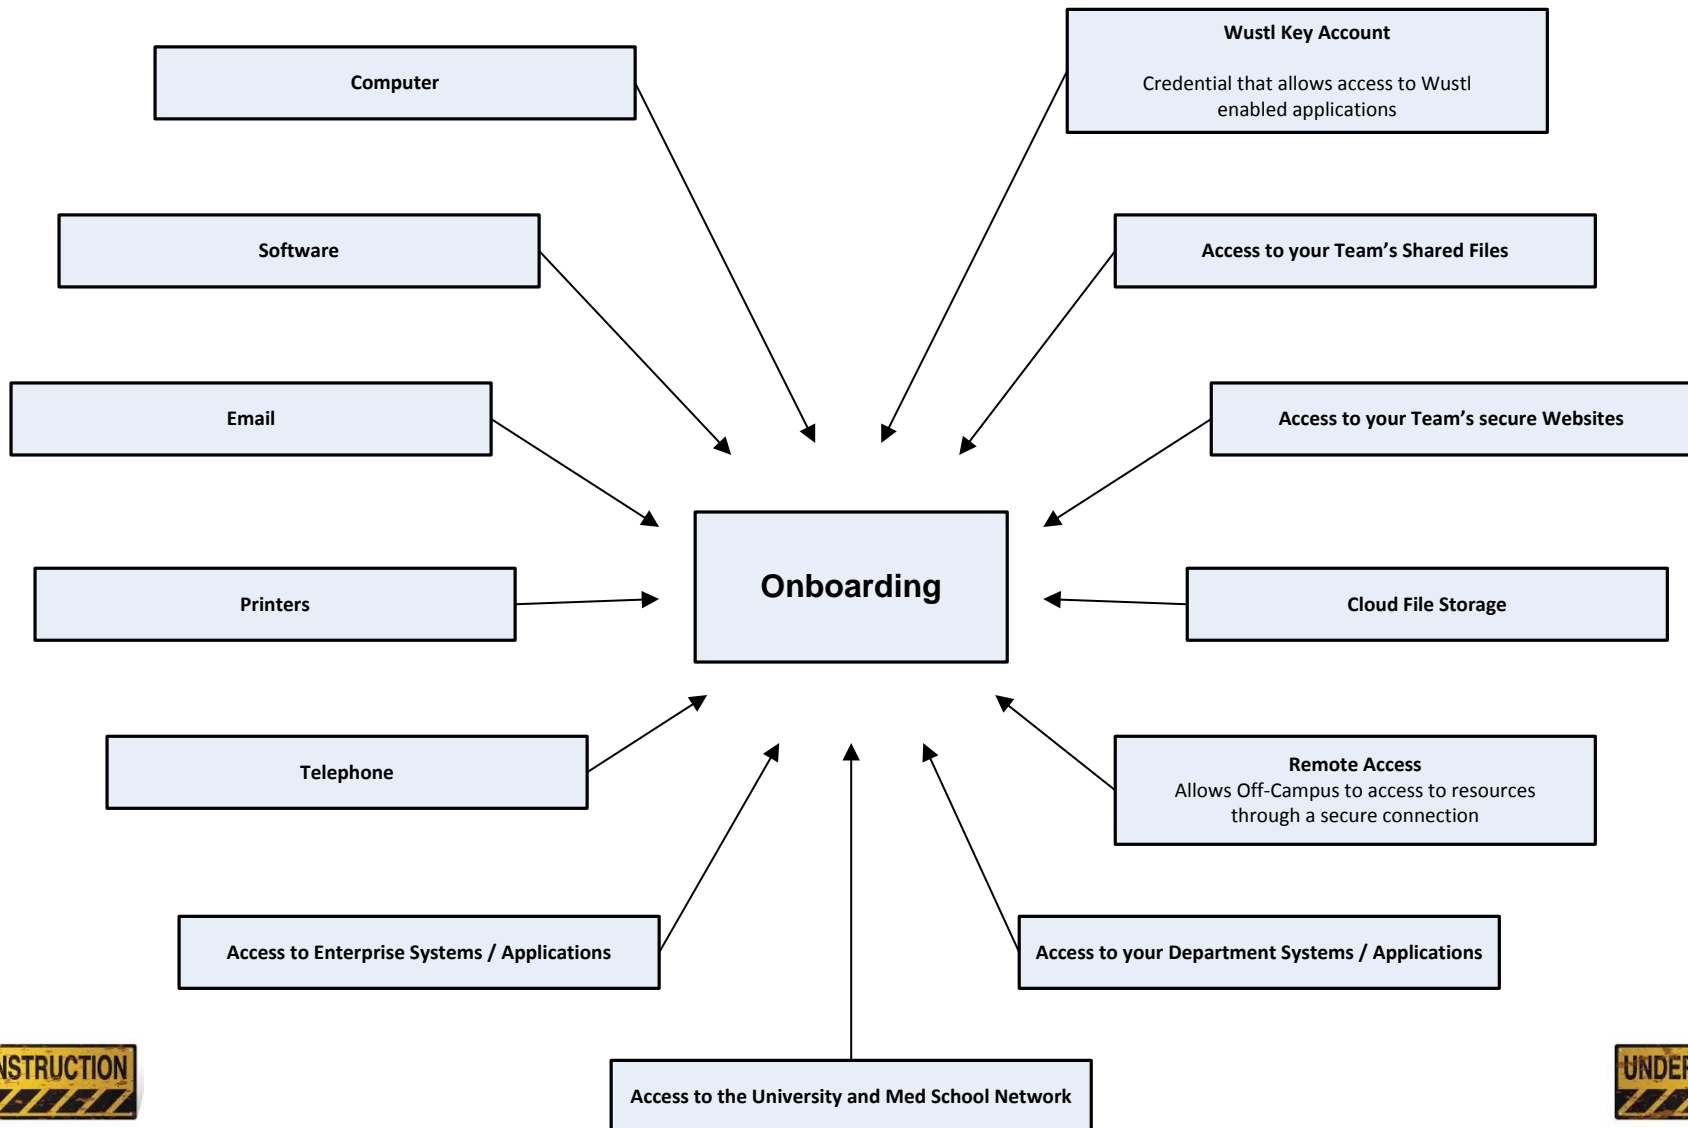 Wustl Key Account
Computer
Credential that allows access to Wustl
enabled applications
Software
Access to your Team's Shared Files
Email
Access to your Team's secure Websites
Onboarding
Printers
Cloud File Storage
Telephone
Remote Access
Allows Off-Campus to access to resources
through a secure connection
Access to Enterprise Systems / Applications
Access to your Department Systems / Applications
Access to the University and Med School Network
NSTRUCTION
UNDER